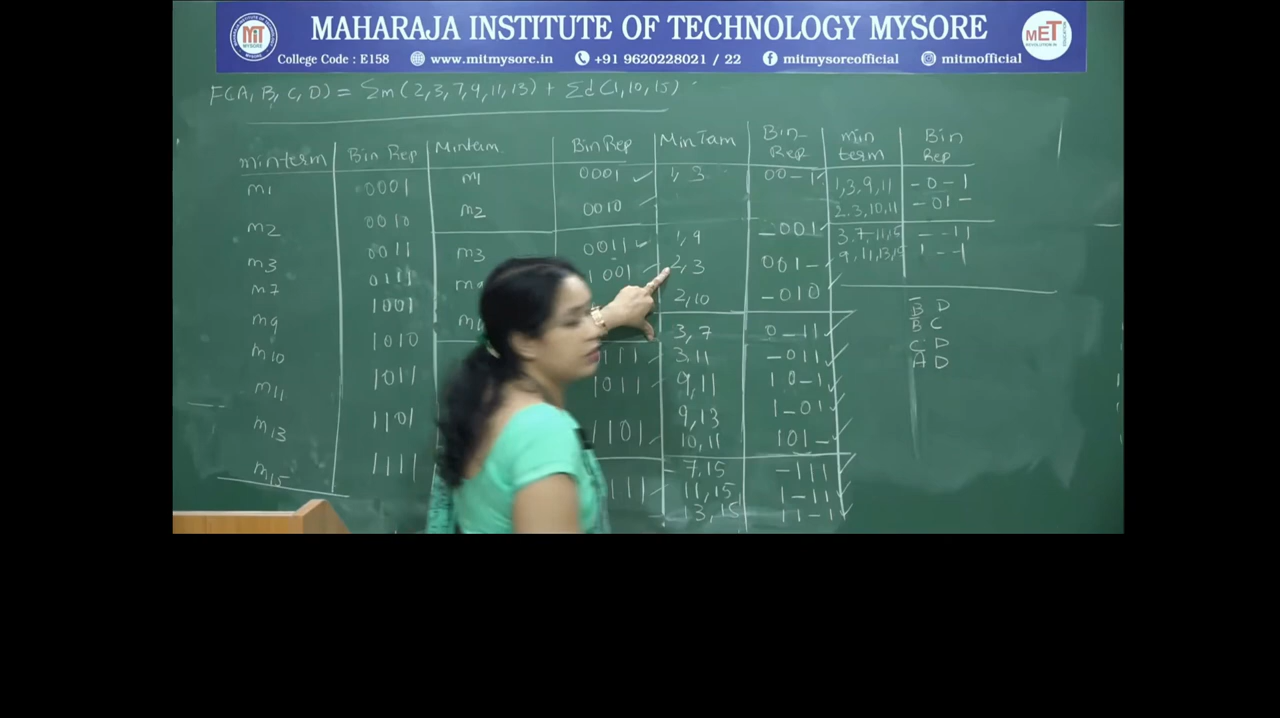 MAHARAJA INSTITUTE OF TECHNOLOGY MYSORE
MiT
MYSORE
MET
College Code : E158
www.mitmysore.in
+91 9620228021 / 22
mitmysoreofficial
mitmofficial
F(A, B, C, D) = Σm (2,3,7,9,11,13) + Σd (1,10,15)
minterm Bin Rep Minterm Bin Rep MinTam Bin- Rep Min term Bin Rep
m1 0001
m2 0010
m3 0011
m7 0111
m9 1001
m10 1010
m11 1011
m13 1101
m15 1111
m1 0001 ✓
m2 0010
m3 0011 ✓
1001
1011
1101
1,3 00-1
1,9 -001
2,3 001-
2,10 -010
3,7 0-11
3,11 -011
9,11 10-1
9,13 1-01
10,11 101-
7,15 -111
11,15 1-11
13,15 11-1
1,3,9,11 -0-1
2.3,10,11 -01-
3.7,11,15 --11
9,11,13,15 1--1
B̅ D
B̅ C
C D
A D